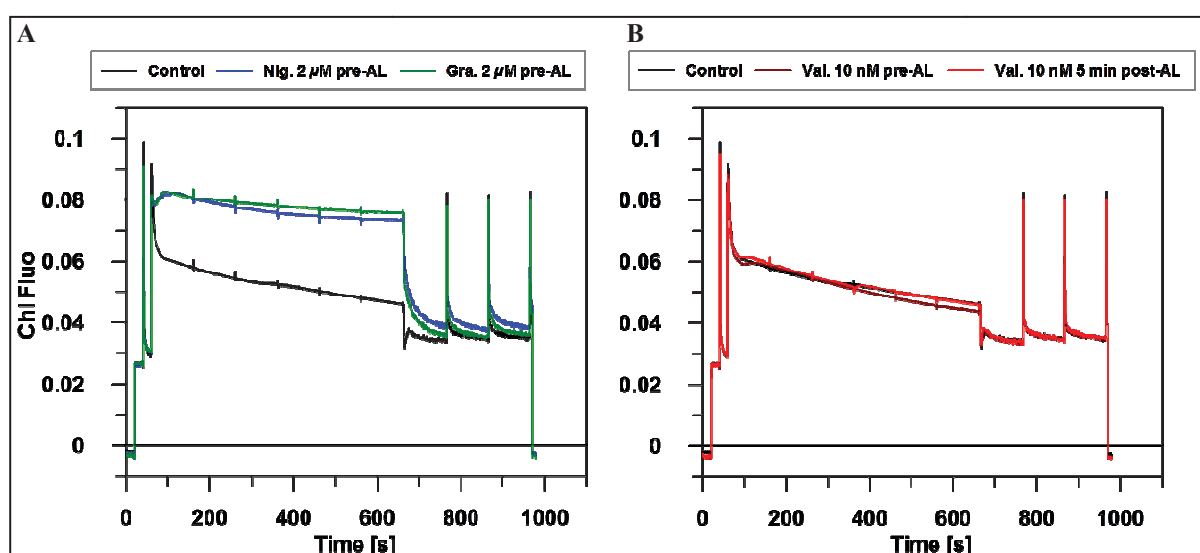 A
B
Control Nig. 2 µM pre-AL Gra. 2 µM pre-AL
Control Val. 10 nM pre-AL Val. 10 nM 5 min post-AL
Chl Fluo
0.1
0.08
0.06
0.04
0.02
0
0 200 400 600 800 1000
Time [s]
Chl Fluo
0.1
0.08
0.06
0.04
0.02
0
0 200 400 600 800 1000
Time [s]